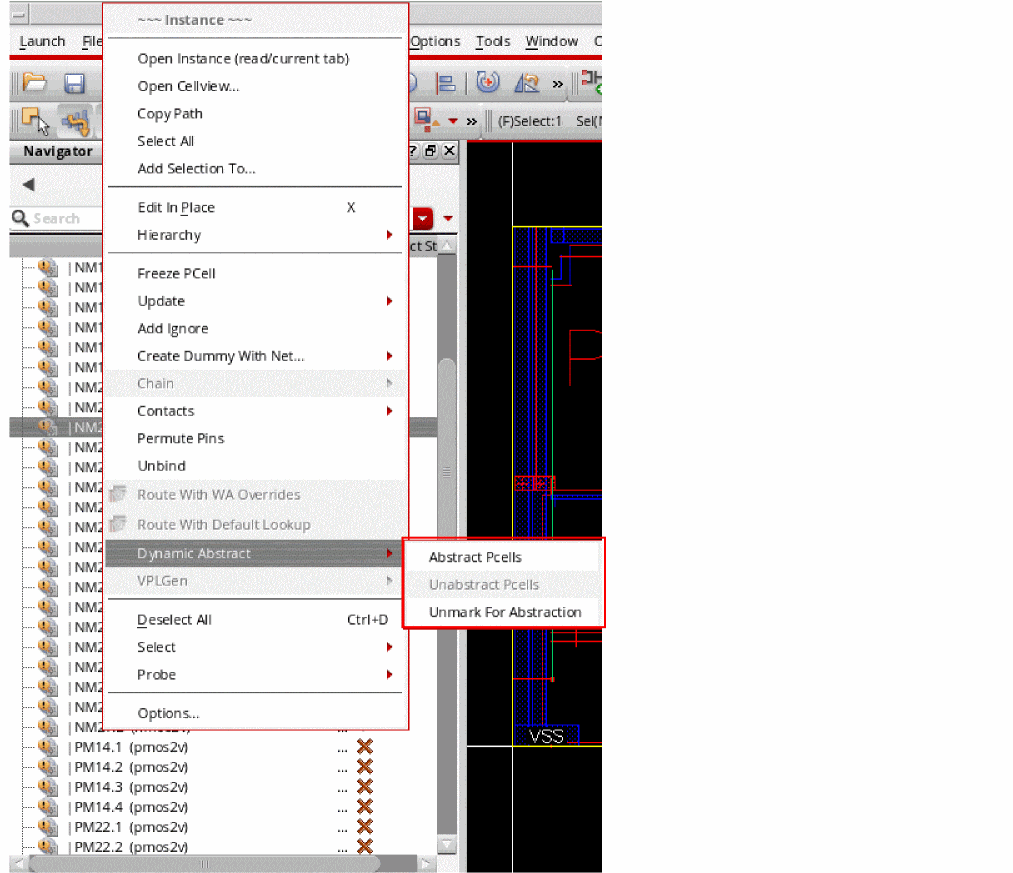 ~~~ Instance ~~~
Launch File Options Tools Window
Open Instance (read/current tab)
Open Cellview...
»
Copy Path
» (F)Select:1 Sel(N
Select All
Navigator ?
Add Selection To...
Edit In Place X
Search
Hierarchy
ct St
|NM1
Freeze PCell
|NM1
Update
|NM1
Add Ignore
|NM1
|NM1
Create Dummy With Net...
|NM1
Chain
|NM2
Contacts
|NM2
|NM2
Permute Pins
|NM2
Unbind
|NM2
|NM2
Route With WA Overrides
|NM2
Route With Default Lookup
|NM2
|NM2
Dynamic Abstract
Abstract Pcells
|NM2
VPLGen
Unabstract Pcells
|NM2
Unmark For Abstraction
|NM2
Deselect All Ctrl+D
|NM2
Select
|NM2
Probe
|NM2
|NM2
Options...
|NM2
VSS
|PM14.1 (pmos2v) ...
|PM14.2 (pmos2v) ...
|PM14.3 (pmos2v) ...
|PM14.4 (pmos2v) ...
|PM22.1 (pmos2v) ...
|PM22.2 (pmos2v) ...